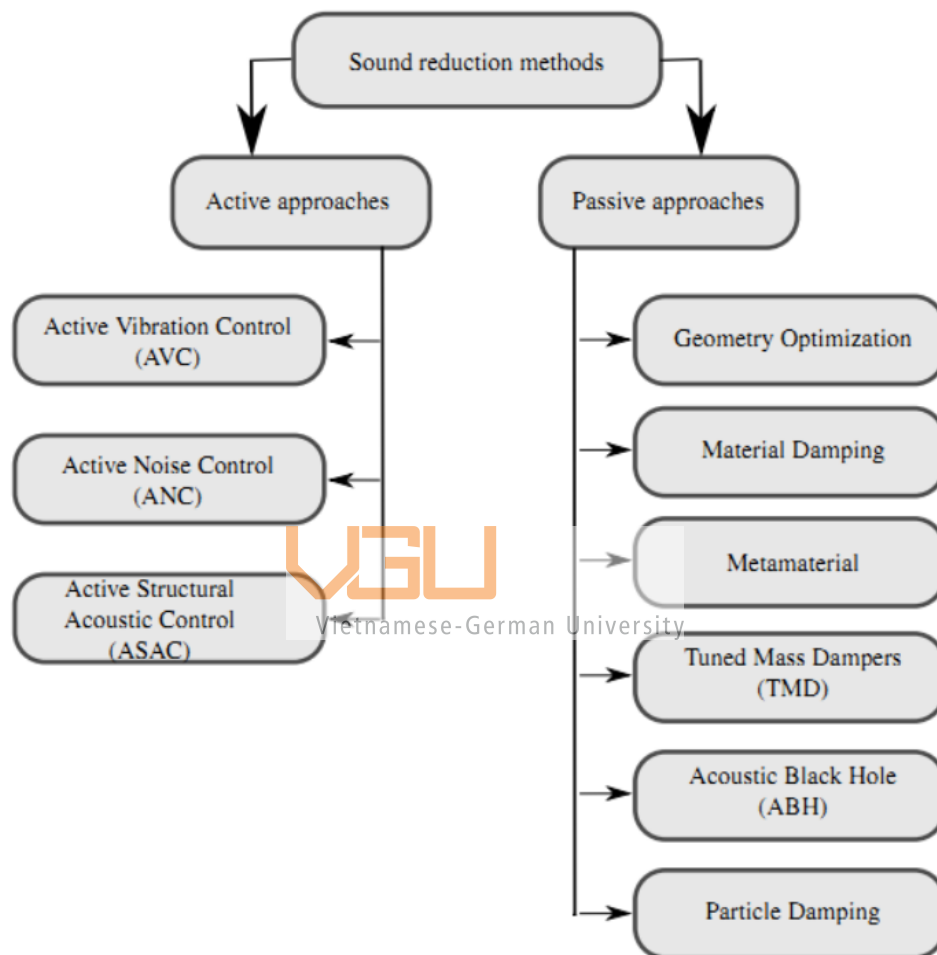 Sound reduction methods
Active approaches
Passive approaches
Active Vibration Control
(AVC)
Active Noise Control
(ANC)
Active Structural
Acoustic Control
(ASAC)
Geometry Optimization
Material Damping
Metamaterial
Tuned Mass Dampers
(TMD)
Acoustic Black Hole
(ABH)
Particle Damping
VGU
Vietnamese-German University